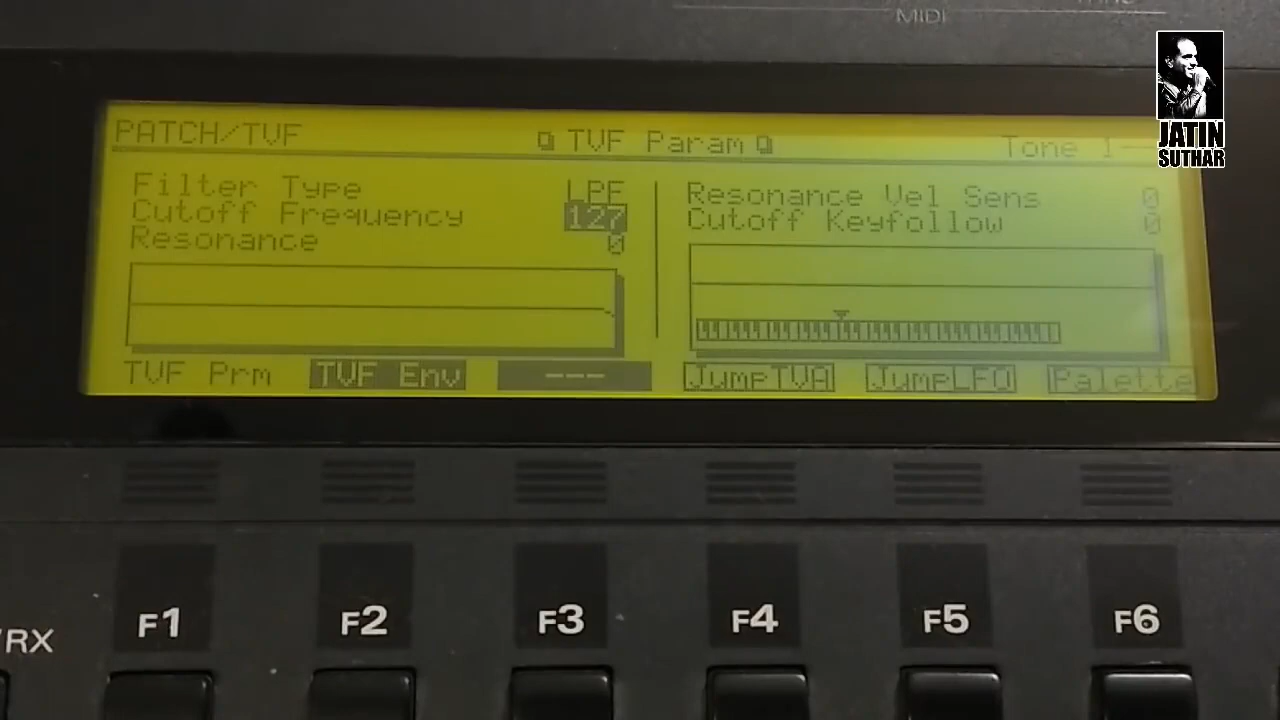 MIDI
JATIN
SUTHAR
PATCH/TVF
TVF Param
Tone 1
Filter Type LPF
Cutoff Frequency 127
Resonance 0
Resonance Vel Sens 0
Cutoff Keyfollow 0
TVF Prm TVF Env --- JumpTVA JumpLFO Palette
F1 F2 F3 F4 F5 F6
/RX